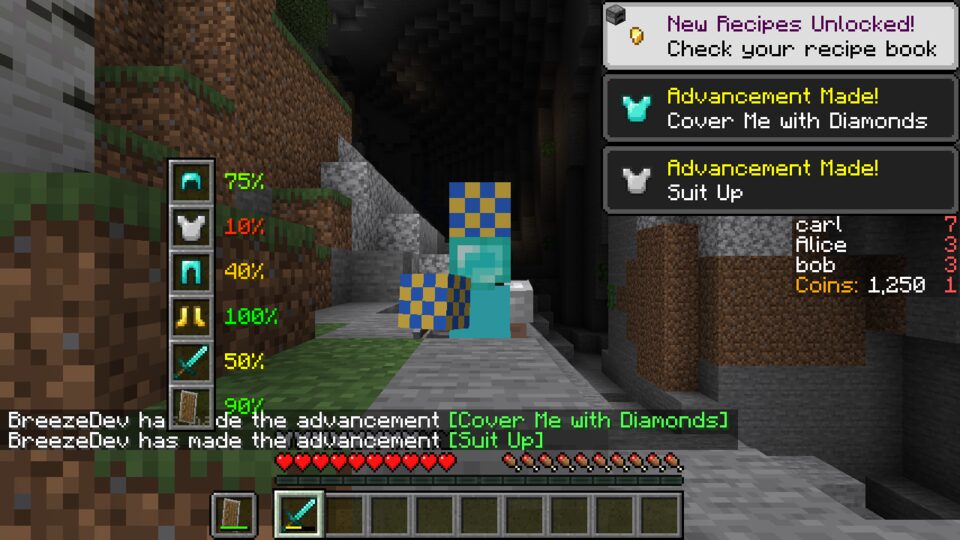 New Recipes Unlocked!
Check your recipe book
Advancement Made!
Cover Me with Diamonds
Advancement Made!
Suit Up
carl 7
Alice 3
bob 3
Coins: 1,250 1
75%
10%
40%
100%
50%
90%
BreezeDev ha de the advancement [Cover Me with Diamonds]
BreezeDev has made the advancement [Suit Up]